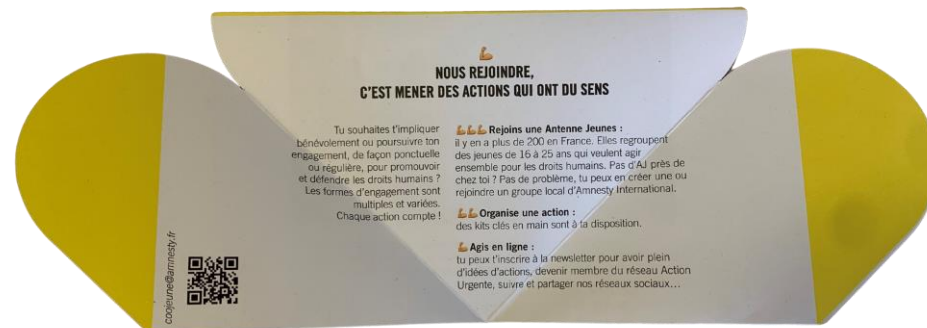 💪
NOUS REJOINDRE,
C'EST MENER DES ACTIONS QUI ONT DU SENS
Tu souhaites t'impliquer
bénévolement ou poursuivre ton
engagement, de façon ponctuelle
ou régulière, pour promouvoir
et défendre les droits humains ?
Les formes d'engagement sont
multiples et variées.
Chaque action compte !
💪💪💪 Rejoins une Antenne Jeunes :
il y en a plus de 200 en France. Elles regroupent
des jeunes de 16 à 25 ans qui veulent agir
ensemble pour les droits humains. Pas d'AJ près de
chez toi ? Pas de problème, tu peux en créer une ou
rejoindre un groupe local d'Amnesty International.
💪💪 Organise une action :
des kits clés en main sont à ta disposition.
💪 Agis en ligne :
tu peux t'inscrire à la newsletter pour avoir plein
d'idées d'actions, devenir membre du réseau Action
Urgente, suivre et partager nos réseaux sociaux...
coojeune@amnesty.fr